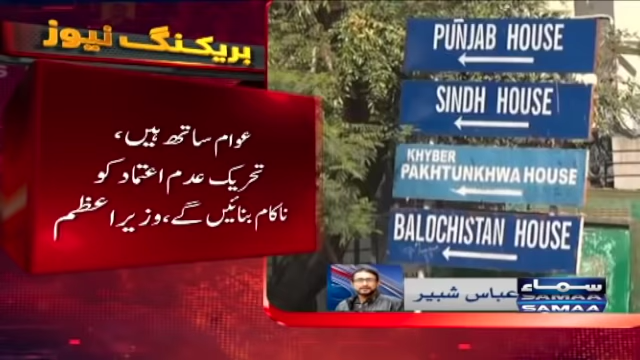 بریکنگ نیوز
عوام ساتھ ہیں،
تحریک عدم اعتماد کو
ناکام بنائیں گے، وزیراعظم
PUNJAB HOUSE
SINDH HOUSE
KHYBER
PAKHTUNKHWA HOUSE
BALOCHISTAN HOUSE
عباس شبیر
سماء
SAMAA
SAMAA